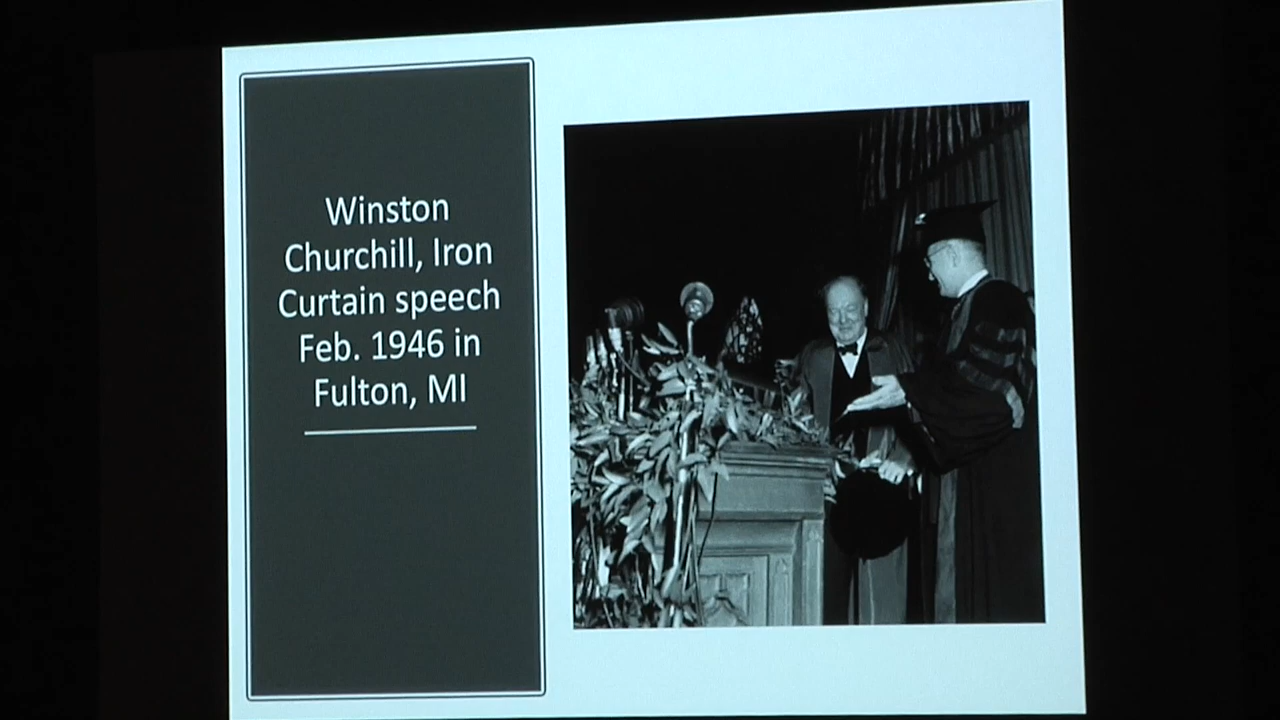 Winston
Churchill, Iron
Curtain speech
Feb. 1946 in
Fulton, MI